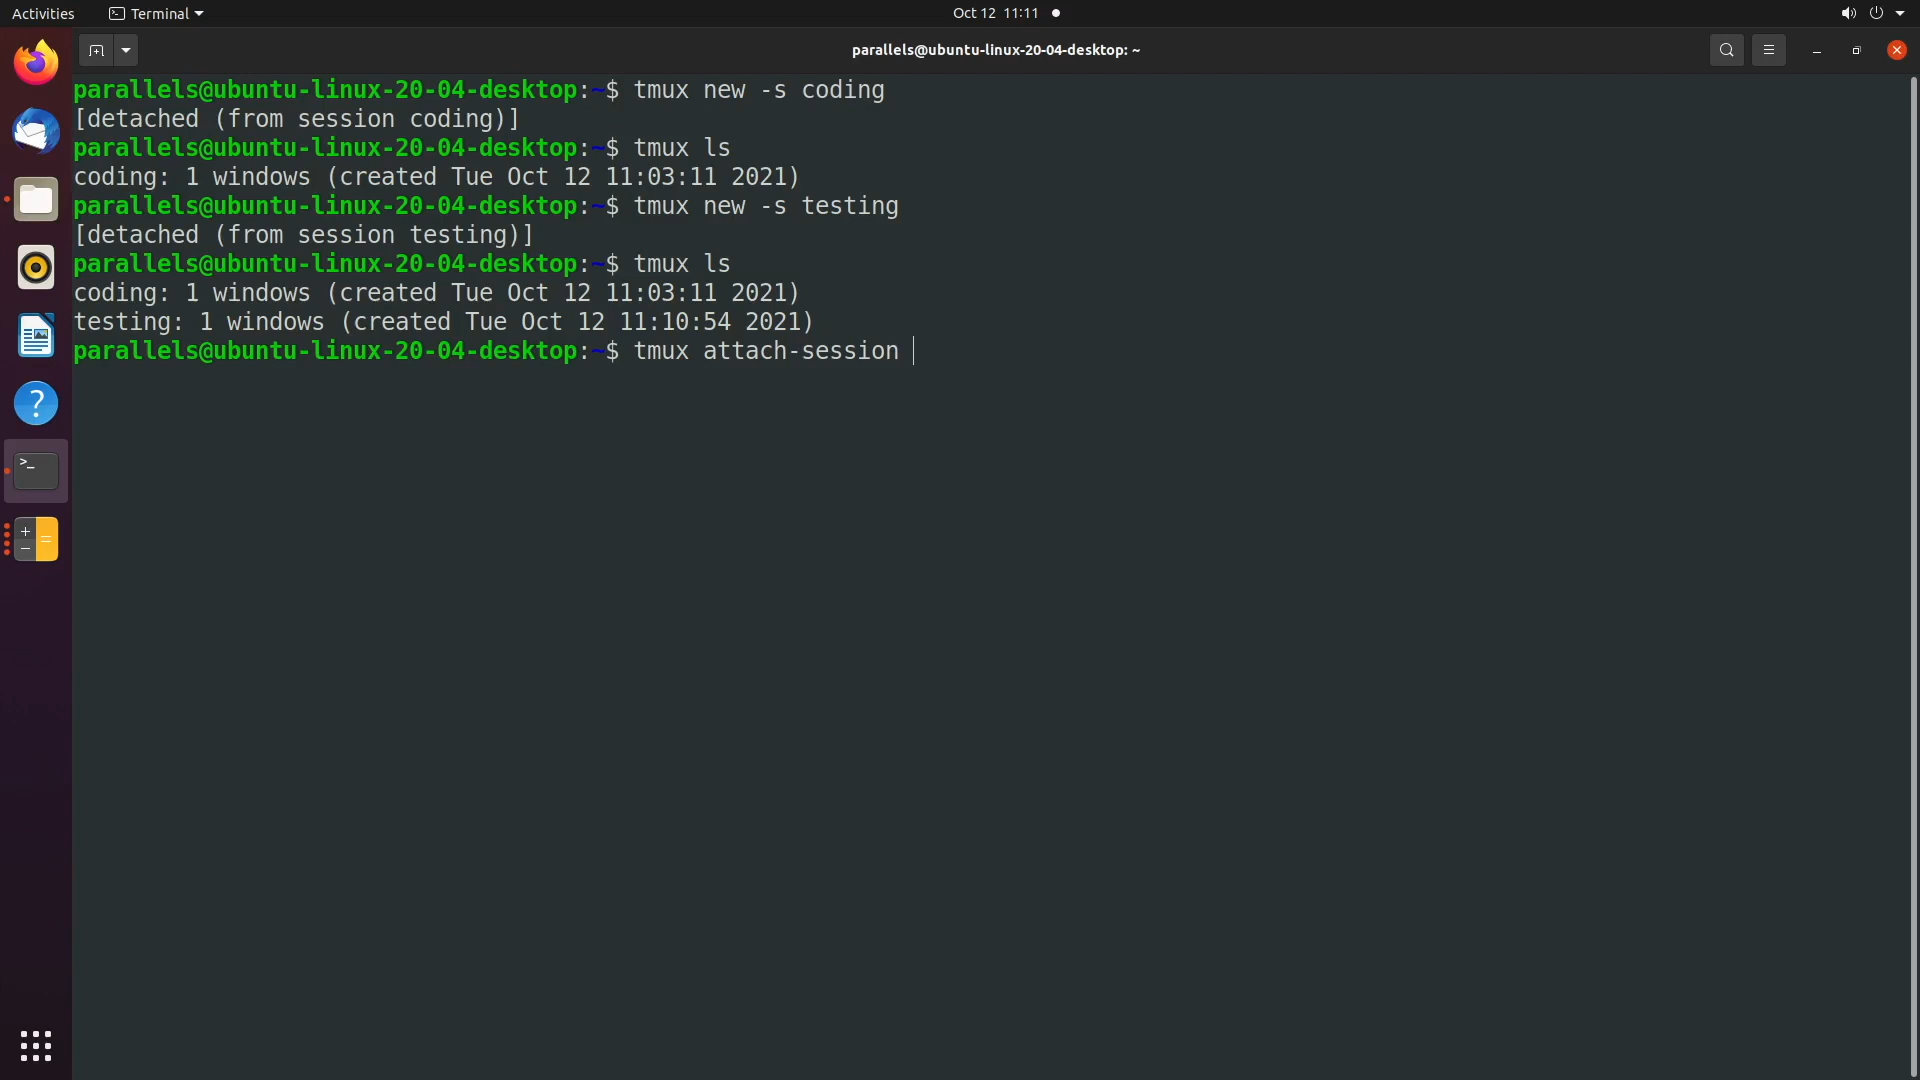 Activities Terminal Oct 12 11:11
parallels@ubuntu-linux-20-04-desktop: ~
parallels@ubuntu-linux-20-04-desktop:~$ tmux new -s coding
[detached (from session coding)]
parallels@ubuntu-linux-20-04-desktop:~$ tmux ls
coding: 1 windows (created Tue Oct 12 11:03:11 2021)
parallels@ubuntu-linux-20-04-desktop:~$ tmux new -s testing
[detached (from session testing)]
parallels@ubuntu-linux-20-04-desktop:~$ tmux ls
coding: 1 windows (created Tue Oct 12 11:03:11 2021)
testing: 1 windows (created Tue Oct 12 11:10:54 2021)
parallels@ubuntu-linux-20-04-desktop:~$ tmux attach-session